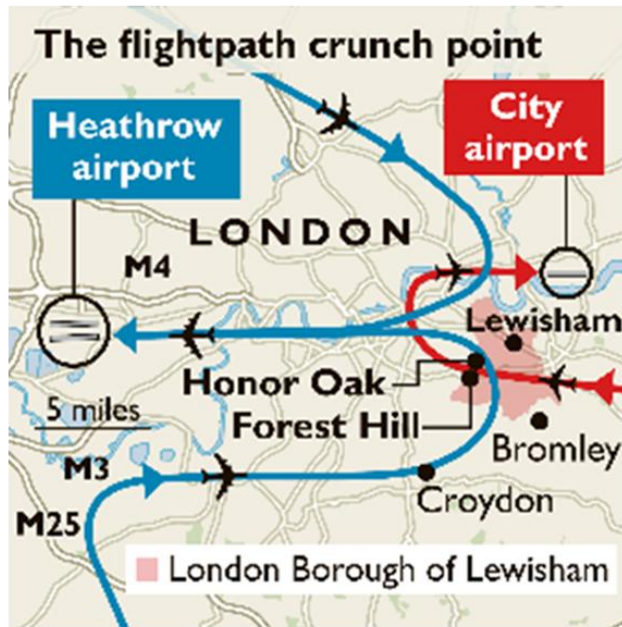 The flightpath crunch point
Heathrow
airport
City
airport
LONDON
M4
Lewisham
Honor Oak
Forest Hill
5 miles
Bromley
M3
Croydon
M25
London Borough of Lewisham